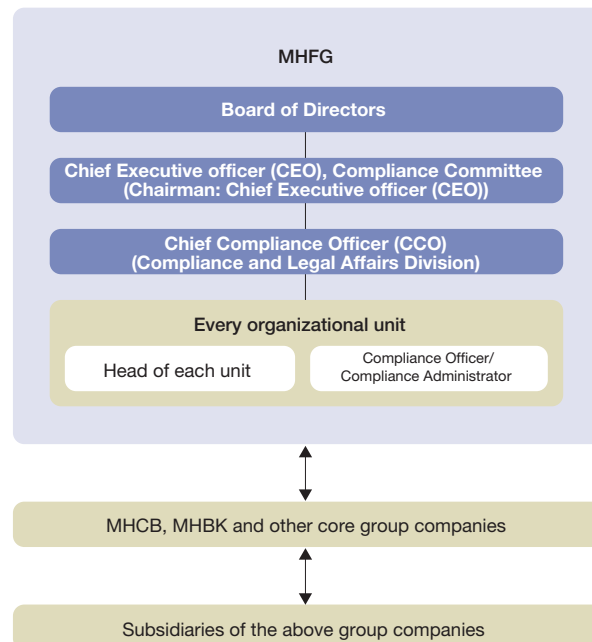 MHFG
Board of Directors
Chief Executive officer (CEO), Compliance Committee
(Chairman: Chief Executive officer (CEO))
Chief Compliance Officer (CCO)
(Compliance and Legal Affairs Division)
Every organizational unit
Head of each unit
Compliance Officer/
Compliance Administrator
MHCB, MHBK and other core group companies
Subsidiaries of the above group companies